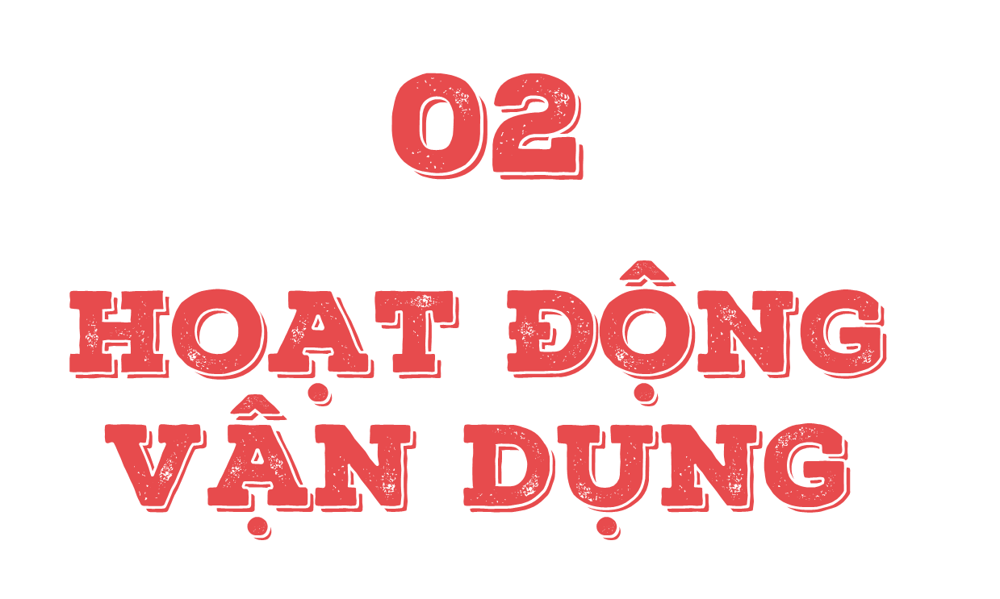 02
HOẠT ĐỘNG
VẬN DỤNG